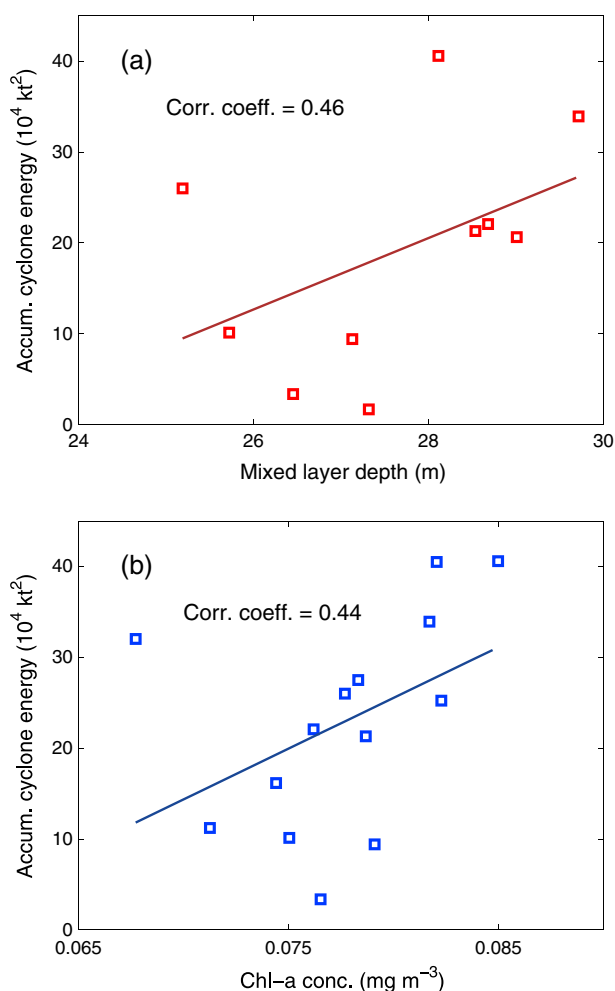 (a)
Corr. coeff. = 0.46
Accum. cyclone energy (10⁴ kt²)
40
30
20
10
0
24
26
28
30
Mixed layer depth (m)
(b)
Corr. coeff. = 0.44
Accum. cyclone energy (10⁴ kt²)
40
30
20
10
0
0.065
0.075
0.085
Chl−a conc. (mg m⁻³)